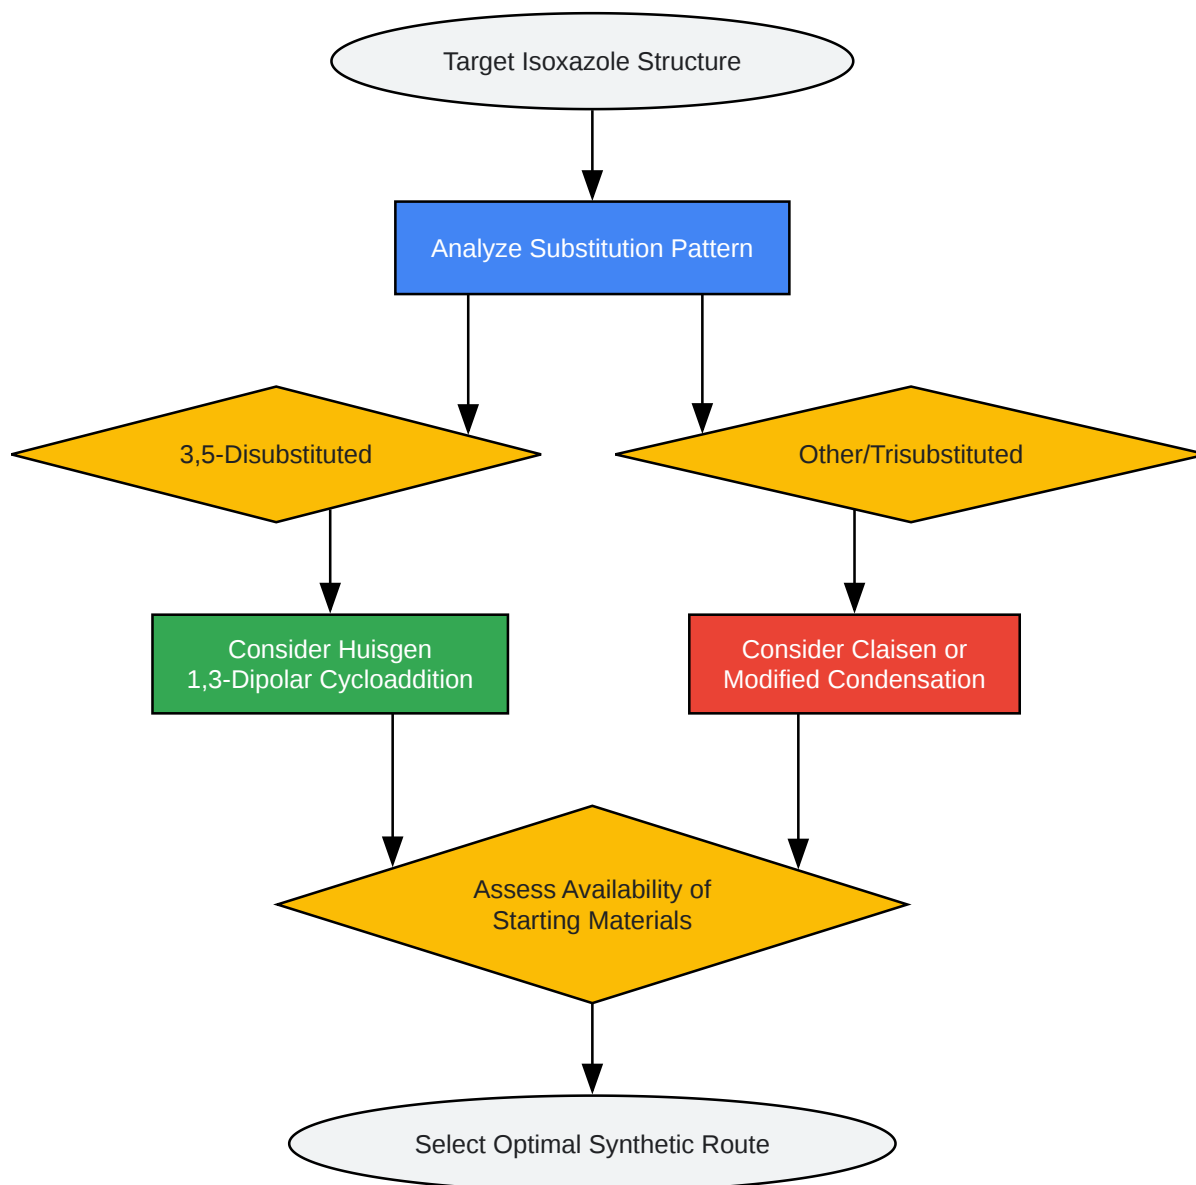 Target Isoxazole Structure
Analyze Substitution Pattern
3,5-Disubstituted
Other/Trisubstituted
Consider Huisgen
1,3-Dipolar Cycloaddition
Consider Claisen or
Modified Condensation
Assess Availability of
Starting Materials
Select Optimal Synthetic Route